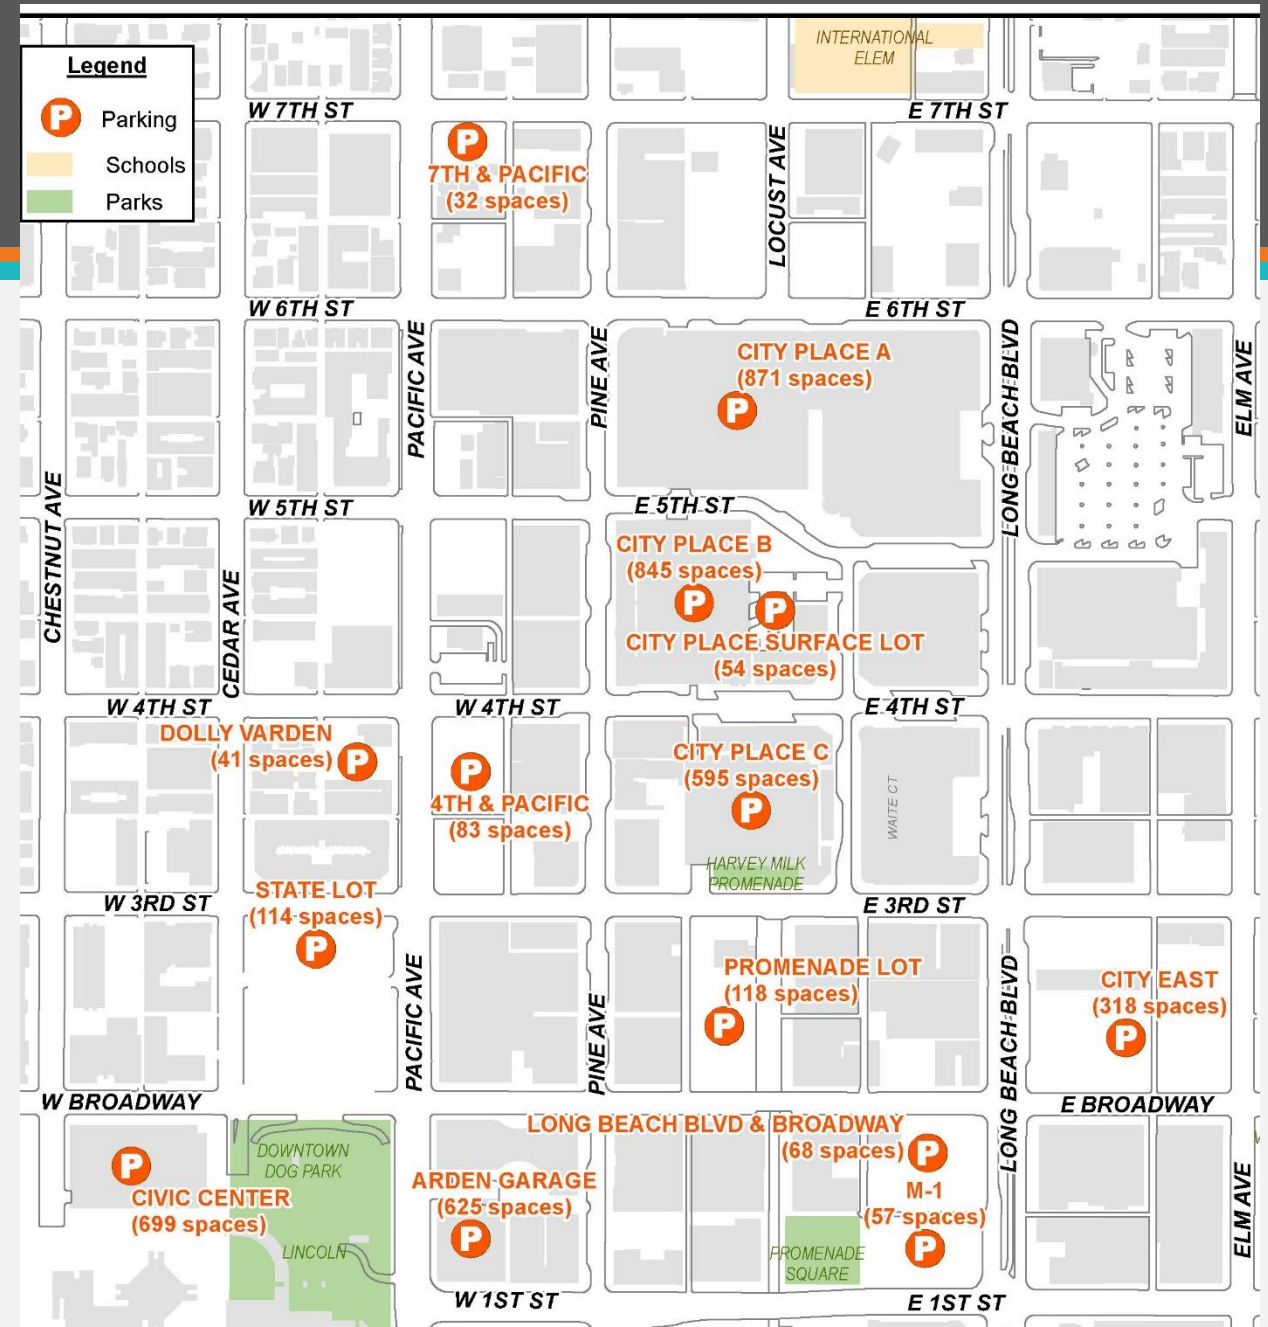 INTERNATIONAL
ELEM
Legend
P Parking
Schools
Parks
W 7TH ST
E 7TH ST
P
7TH & PACIFIC
(32 spaces)
LOCUST AVE
W 6TH ST
E 6TH ST
PACIFIC AVE
PINE AVE
CITY PLACE A
(871 spaces)
P
LONG BEACH BLVD
ELM AVE
CHESTNUT AVE
W 5TH ST
E 5TH ST
CITY PLACE B
(845 spaces)
P
P
CITY PLACE SURFACE LOT
(54 spaces)
CEDAR AVE
W 4TH ST
W 4TH ST
E 4TH ST
DOLLY VARDEN
(41 spaces)
P
P
4TH & PACIFIC
(83 spaces)
CITY PLACE C
(595 spaces)
P
WAITE CT
HARVEY MILK
PROMENADE
W 3RD ST
E 3RD ST
STATE LOT
(114 spaces)
P
PACIFIC AVE
PINE AVE
PROMENADE LOT
(118 spaces)
P
LONG BEACH BLVD
CITY EAST
(318 spaces)
P
W BROADWAY
E BROADWAY
LONG BEACH BLVD & BROADWAY
(68 spaces)
P
DOWNTOWN
DOG PARK
P
CIVIC CENTER
(699 spaces)
ARDEN GARAGE
(625 spaces)
P
M-1
(57 spaces)
P
LINCOLN
PROMENADE
SQUARE
ELM AVE
W 1ST ST
E 1ST ST